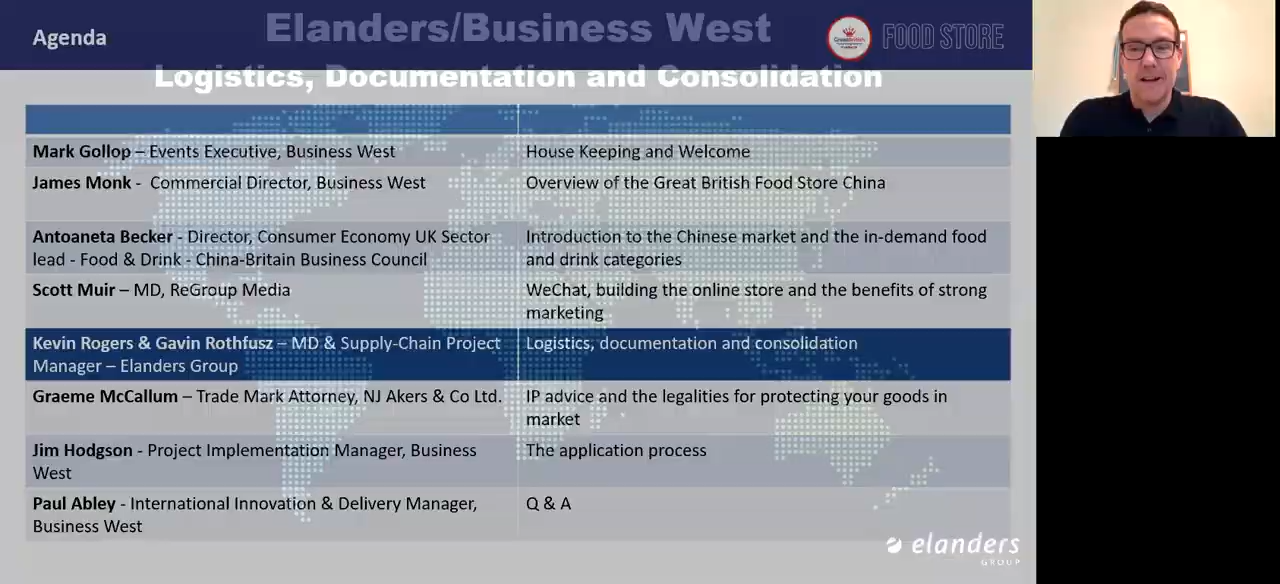 Agenda
Elanders/Business West
FOOD STORE
Logistics, Documentation and Consolidation
Mark Gollop – Events Executive, Business West
House Keeping and Welcome
James Monk - Commercial Director, Business West
Overview of the Great British Food Store China
Antoaneta Becker - Director, Consumer Economy UK Sector
lead - Food & Drink - China-Britain Business Council
Introduction to the Chinese market and the in-demand food
and drink categories
Scott Muir – MD, ReGroup Media
WeChat, building the online store and the benefits of strong
marketing
Kevin Rogers & Gavin Rothfusz – MD & Supply-Chain Project
Manager – Elanders Group
Logistics, documentation and consolidation
Graeme McCallum – Trade Mark Attorney, NJ Akers & Co Ltd.
IP advice and the legalities for protecting your goods in
market
Jim Hodgson - Project Implementation Manager, Business
West
The application process
Paul Abley - International Innovation & Delivery Manager,
Business West
Q & A
elanders
GROUP